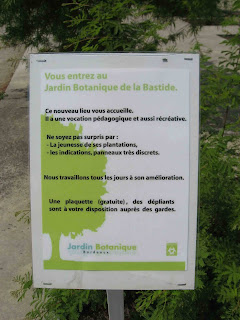 Vous entrez au
Jardin Botanique de la Bastide.
Ce nouveau lieu vous accueille.
Il a une vocation pédagogique et aussi récréative.
Ne soyez pas surpris par :
- La jeunesse de ses plantations,
- les indications, panneaux très discrets.
Nous travaillons tous les jours à son amélioration.
Une plaquette (gratuite), des dépliants
sont à votre disposition auprès des gardes.
Jardin Botanique
Bordeaux